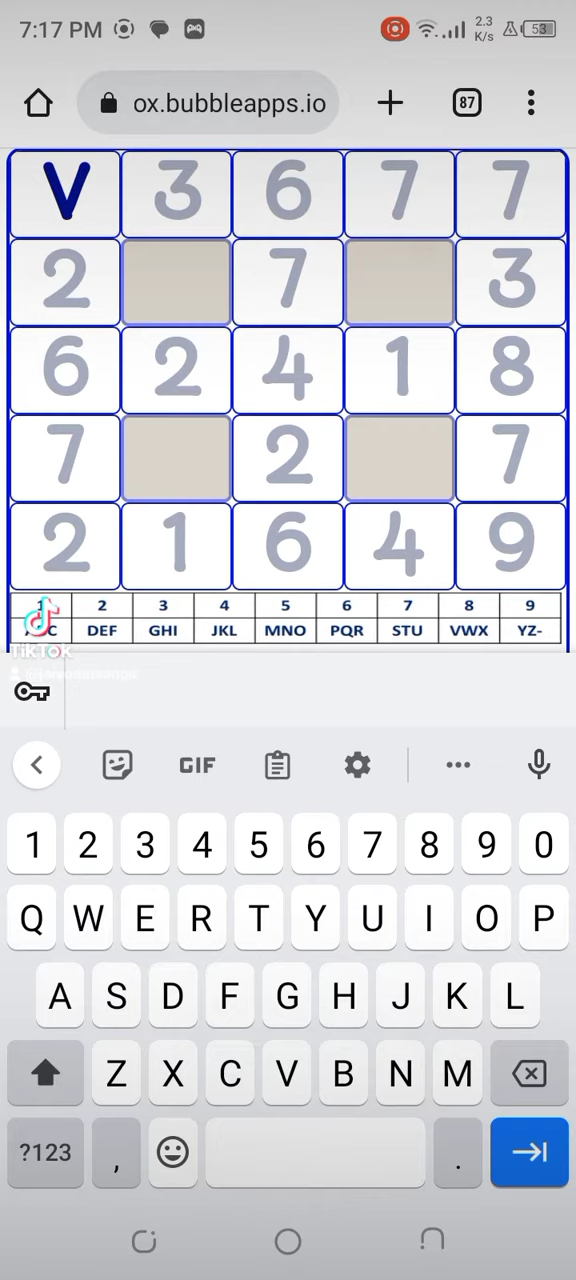 7:17 PM 2.3 K/s 53
ox.bubbleapps.io 87
V 3 6 7 7
2 7 3
6 2 4 1 8
7 2 7
2 1 6 4 9
1 2 3 4 5 6 7 8 9
DEF GHI JKL MNO PQR STU VWX YZ-
TikTok
GIF
1 2 3 4 5 6 7 8 9 0
Q W E R T Y U I O P
A S D F G H J K L
Z X C V B N M
?123 , .